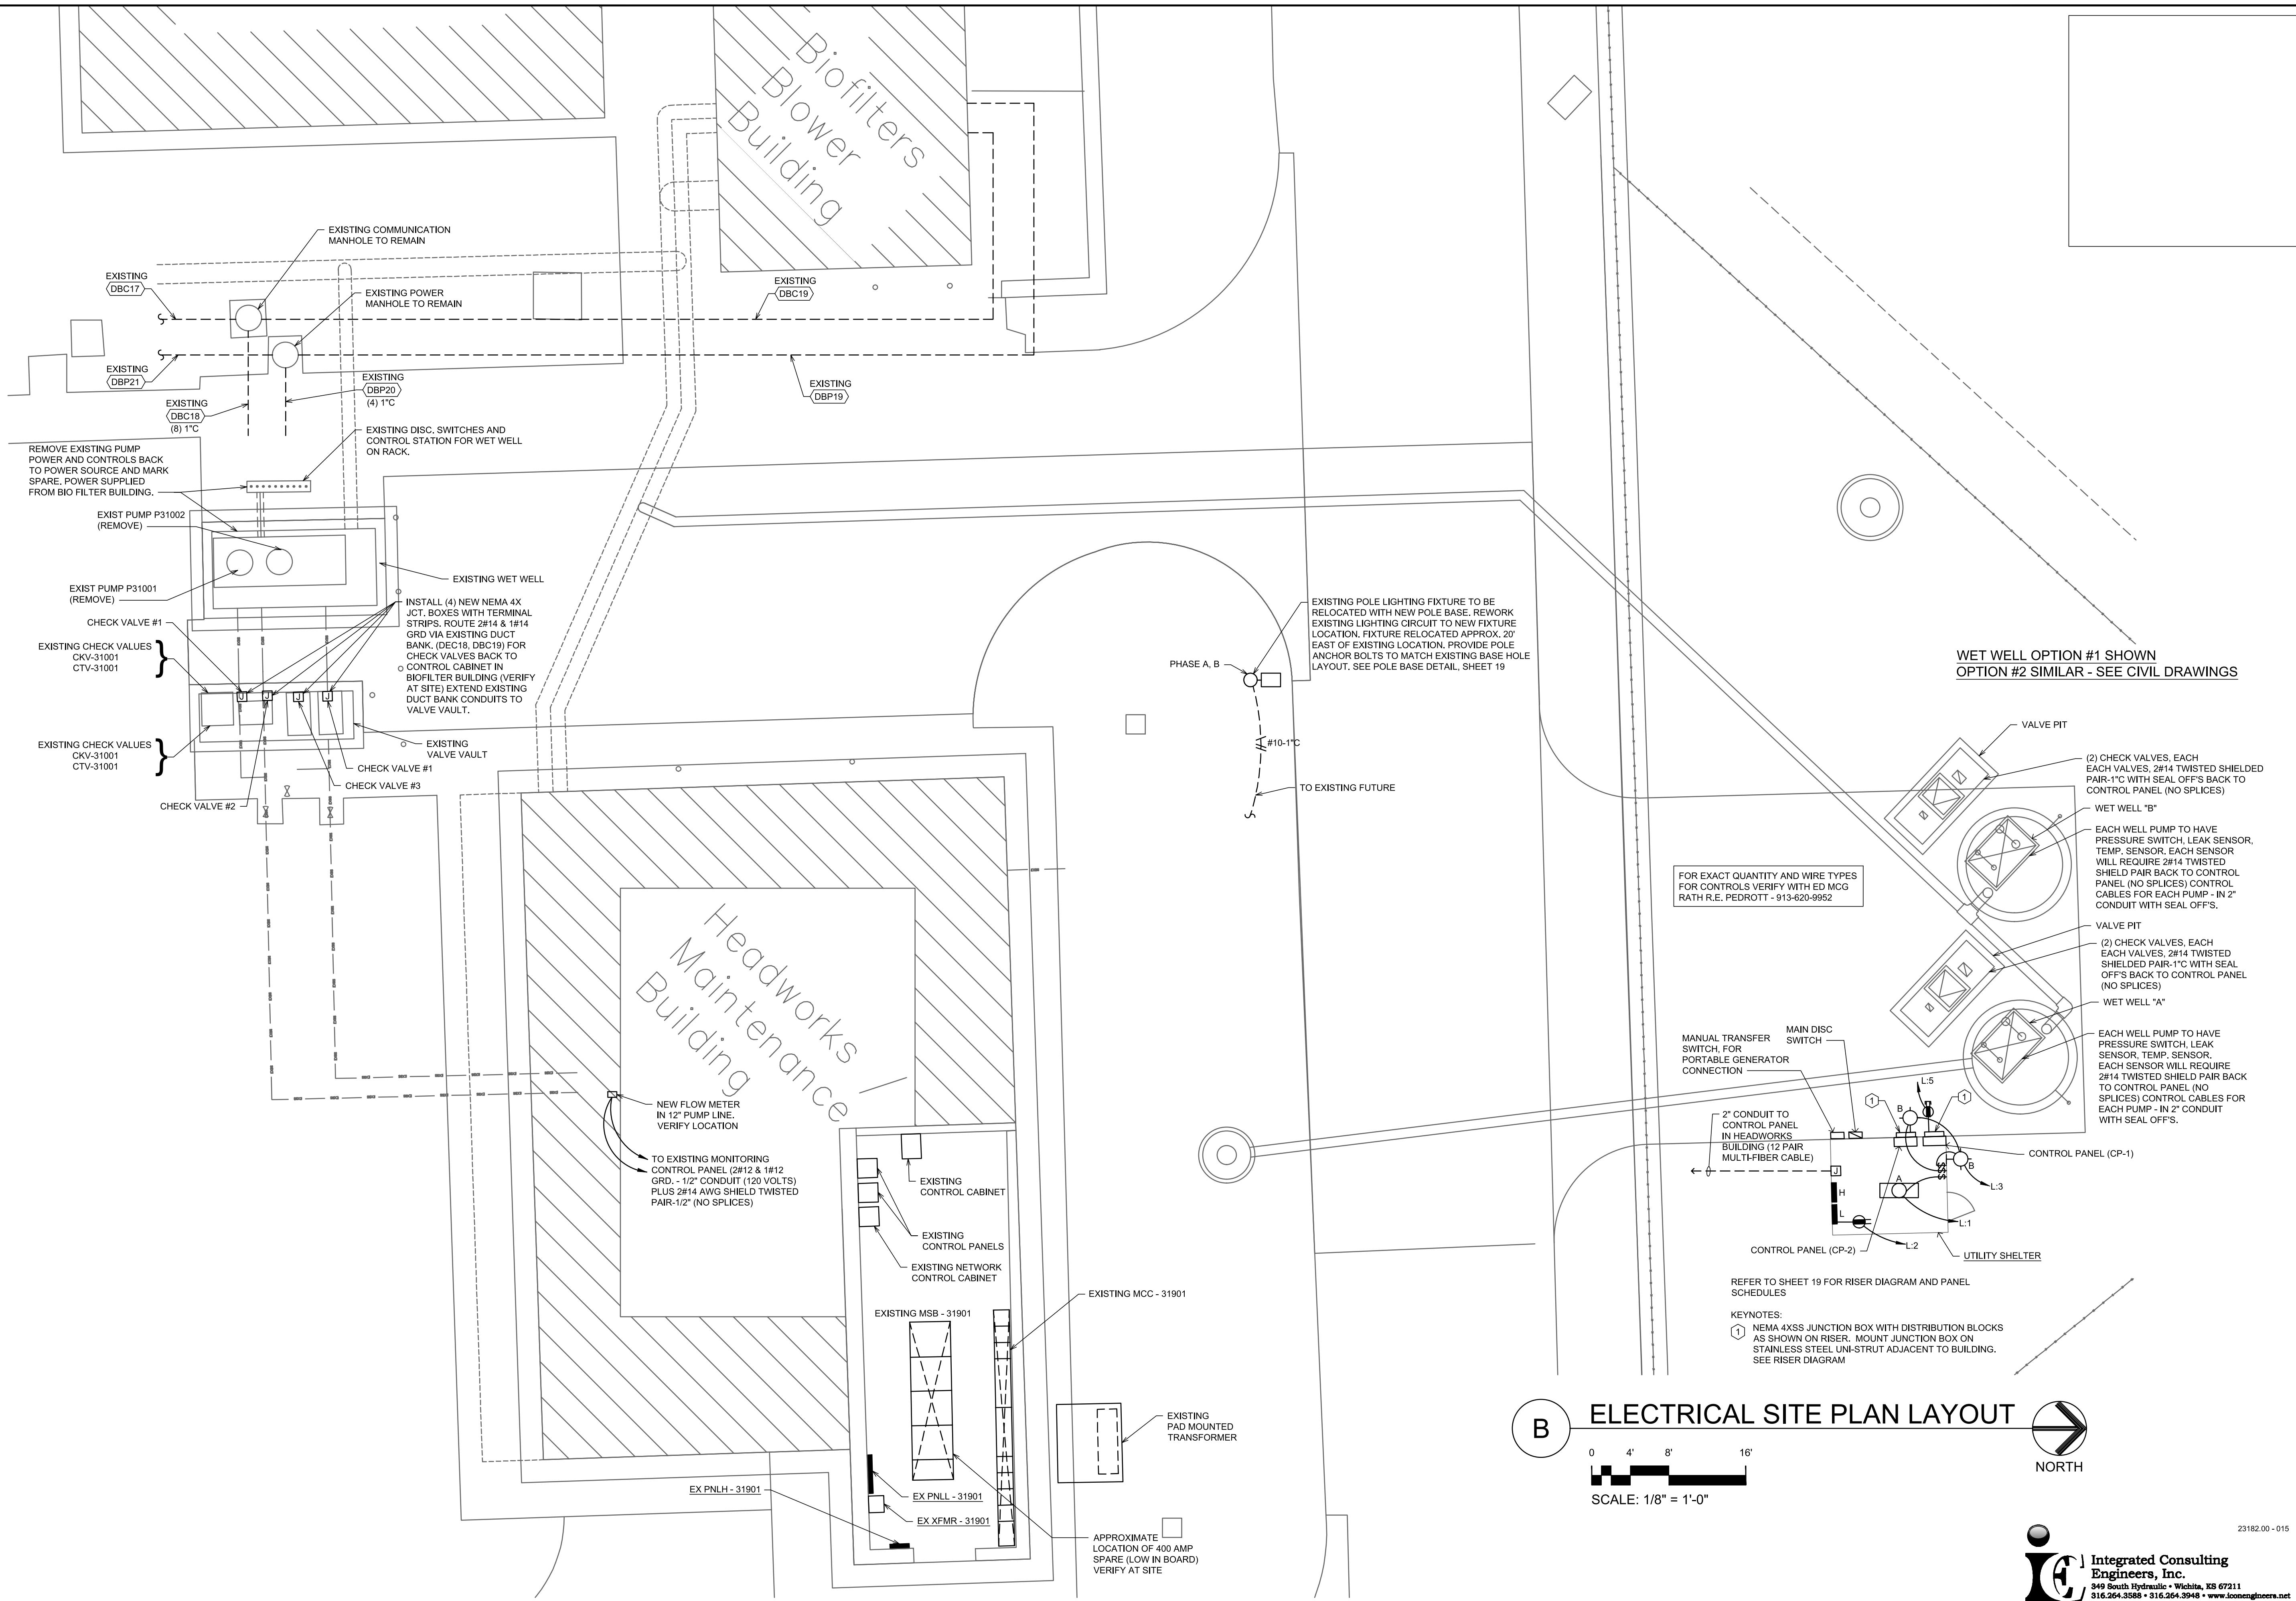 Biofilters
Blower
Building
EXISTING COMMUNICATION
MANHOLE TO REMAIN
EXISTING
DBC17
EXISTING POWER
MANHOLE TO REMAIN
EXISTING
DBC19
EXISTING
DBP21
EXISTING
DBP20
(4) 1"C
EXISTING
DBP19
EXISTING
DBC18
(8) 1"C
EXISTING DISC. SWITCHES AND
CONTROL STATION FOR WET WELL
ON RACK.
REMOVE EXISTING PUMP
POWER AND CONTROLS BACK
TO POWER SOURCE AND MARK
SPARE. POWER SUPPLIED
FROM BIO FILTER BUILDING.
EXIST PUMP P31002
(REMOVE)
EXISTING WET WELL
EXIST PUMP P31001
(REMOVE)
INSTALL (4) NEW NEMA 4X
JCT. BOXES WITH TERMINAL
STRIPS. ROUTE 2#14 & 1#14
GRD VIA EXISTING DUCT
BANK. (DEC18, DBC19) FOR
CHECK VALVES BACK TO
CONTROL CABINET IN
BIOFILTER BUILDING (VERIFY
AT SITE) EXTEND EXISTING
DUCT BANK CONDUITS TO
VALVE VAULT.
CHECK VALVE #1
EXISTING CHECK VALUES
CKV-31001
CTV-31001
J
J
J
J
EXISTING CHECK VALUES
CKV-31001
CTV-31001
EXISTING
VALVE VAULT
CHECK VALVE #1
CHECK VALVE #3
CHECK VALVE #2
EXISTING POLE LIGHTING FIXTURE TO BE
RELOCATED WITH NEW POLE BASE. REWORK
EXISTING LIGHTING CIRCUIT TO NEW FIXTURE
LOCATION. FIXTURE RELOCATED APPROX. 20'
EAST OF EXISTING LOCATION. PROVIDE POLE
ANCHOR BOLTS TO MATCH EXISTING BASE HOLE
LAYOUT. SEE POLE BASE DETAIL, SHEET 19
PHASE A, B
#10-1"C
TO EXISTING FUTURE
WET WELL OPTION #1 SHOWN
OPTION #2 SIMILAR - SEE CIVIL DRAWINGS
VALVE PIT
(2) CHECK VALVES, EACH
EACH VALVES, 2#14 TWISTED SHIELDED
PAIR-1"C WITH SEAL OFF'S BACK TO
CONTROL PANEL (NO SPLICES)
WET WELL "B"
EACH WELL PUMP TO HAVE
PRESSURE SWITCH, LEAK SENSOR,
TEMP. SENSOR. EACH SENSOR
WILL REQUIRE 2#14 TWISTED
SHIELD PAIR BACK TO CONTROL
PANEL (NO SPLICES) CONTROL
CABLES FOR EACH PUMP - IN 2"
CONDUIT WITH SEAL OFF'S.
FOR EXACT QUANTITY AND WIRE TYPES
FOR CONTROLS VERIFY WITH ED MCG
RATH R.E. PEDROTT - 913-620-9952
VALVE PIT
(2) CHECK VALVES, EACH
EACH VALVES, 2#14 TWISTED
SHIELDED PAIR-1"C WITH SEAL
OFF'S BACK TO CONTROL PANEL
(NO SPLICES)
WET WELL "A"
EACH WELL PUMP TO HAVE
PRESSURE SWITCH, LEAK
SENSOR, TEMP. SENSOR.
EACH SENSOR WILL REQUIRE
2#14 TWISTED SHIELD PAIR BACK
TO CONTROL PANEL (NO
SPLICES) CONTROL CABLES FOR
EACH PUMP - IN 2" CONDUIT
WITH SEAL OFF'S.
MANUAL TRANSFER
SWITCH, FOR
PORTABLE GENERATOR
CONNECTION
MAIN DISC
SWITCH
2" CONDUIT TO
CONTROL PANEL
IN HEADWORKS
BUILDING (12 PAIR
MULTI-FIBER CABLE)
L:5
1
1
B
CONTROL PANEL (CP-1)
B
$$$
J
A
H
L:3
L
L:1
L:2
CONTROL PANEL (CP-2)
UTILITY SHELTER
Headworks
Maintenance
Building
NEW FLOW METER
IN 12" PUMP LINE.
VERIFY LOCATION
TO EXISTING MONITORING
CONTROL PANEL (2#12 & 1#12
GRD. - 1/2" CONDUIT (120 VOLTS)
PLUS 2#14 AWG SHIELD TWISTED
PAIR-1/2" (NO SPLICES)
EXISTING
CONTROL CABINET
EXISTING
CONTROL PANELS
EXISTING NETWORK
CONTROL CABINET
EXISTING MCC - 31901
EXISTING MSB - 31901
EXISTING
PAD MOUNTED
TRANSFORMER
EX PNLH - 31901
EX PNLL - 31901
EX XFMR - 31901
APPROXIMATE
LOCATION OF 400 AMP
SPARE (LOW IN BOARD)
VERIFY AT SITE
REFER TO SHEET 19 FOR RISER DIAGRAM AND PANEL
SCHEDULES
KEYNOTES:
1 NEMA 4XSS JUNCTION BOX WITH DISTRIBUTION BLOCKS
AS SHOWN ON RISER. MOUNT JUNCTION BOX ON
STAINLESS STEEL UNI-STRUT ADJACENT TO BUILDING.
SEE RISER DIAGRAM
B ELECTRICAL SITE PLAN LAYOUT
0 4' 8' 16'
SCALE: 1/8" = 1'-0"
NORTH
23182.00 - 015
Integrated Consulting
Engineers, Inc.
349 South Hydraulic • Wichita, KS 67211
316.264.3588 • 316.264.3948 • www.iconengineers.net